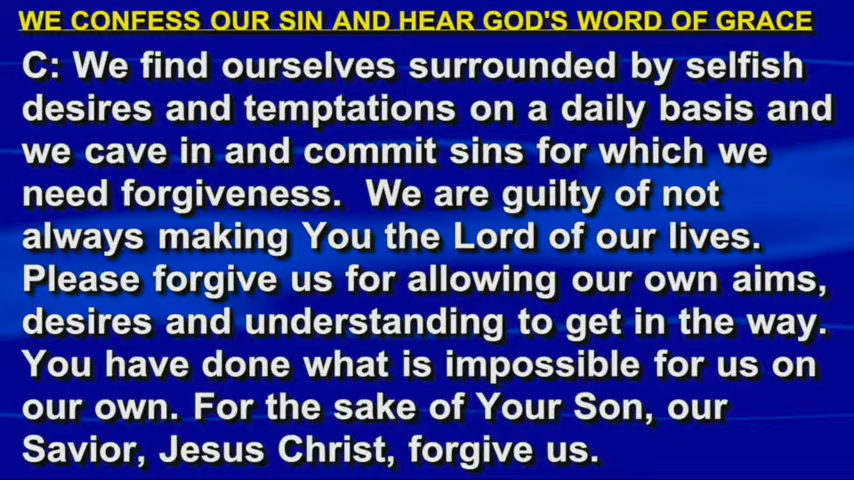 WE CONFESS OUR SIN AND HEAR GOD'S WORD OF GRACE
C: We find ourselves surrounded by selfish
desires and temptations on a daily basis and
we cave in and commit sins for which we
need forgiveness.  We are guilty of not
always making You the Lord of our lives.
Please forgive us for allowing our own aims,
desires and understanding to get in the way.
You have done what is impossible for us on
our own. For the sake of Your Son, our
Savior, Jesus Christ, forgive us.